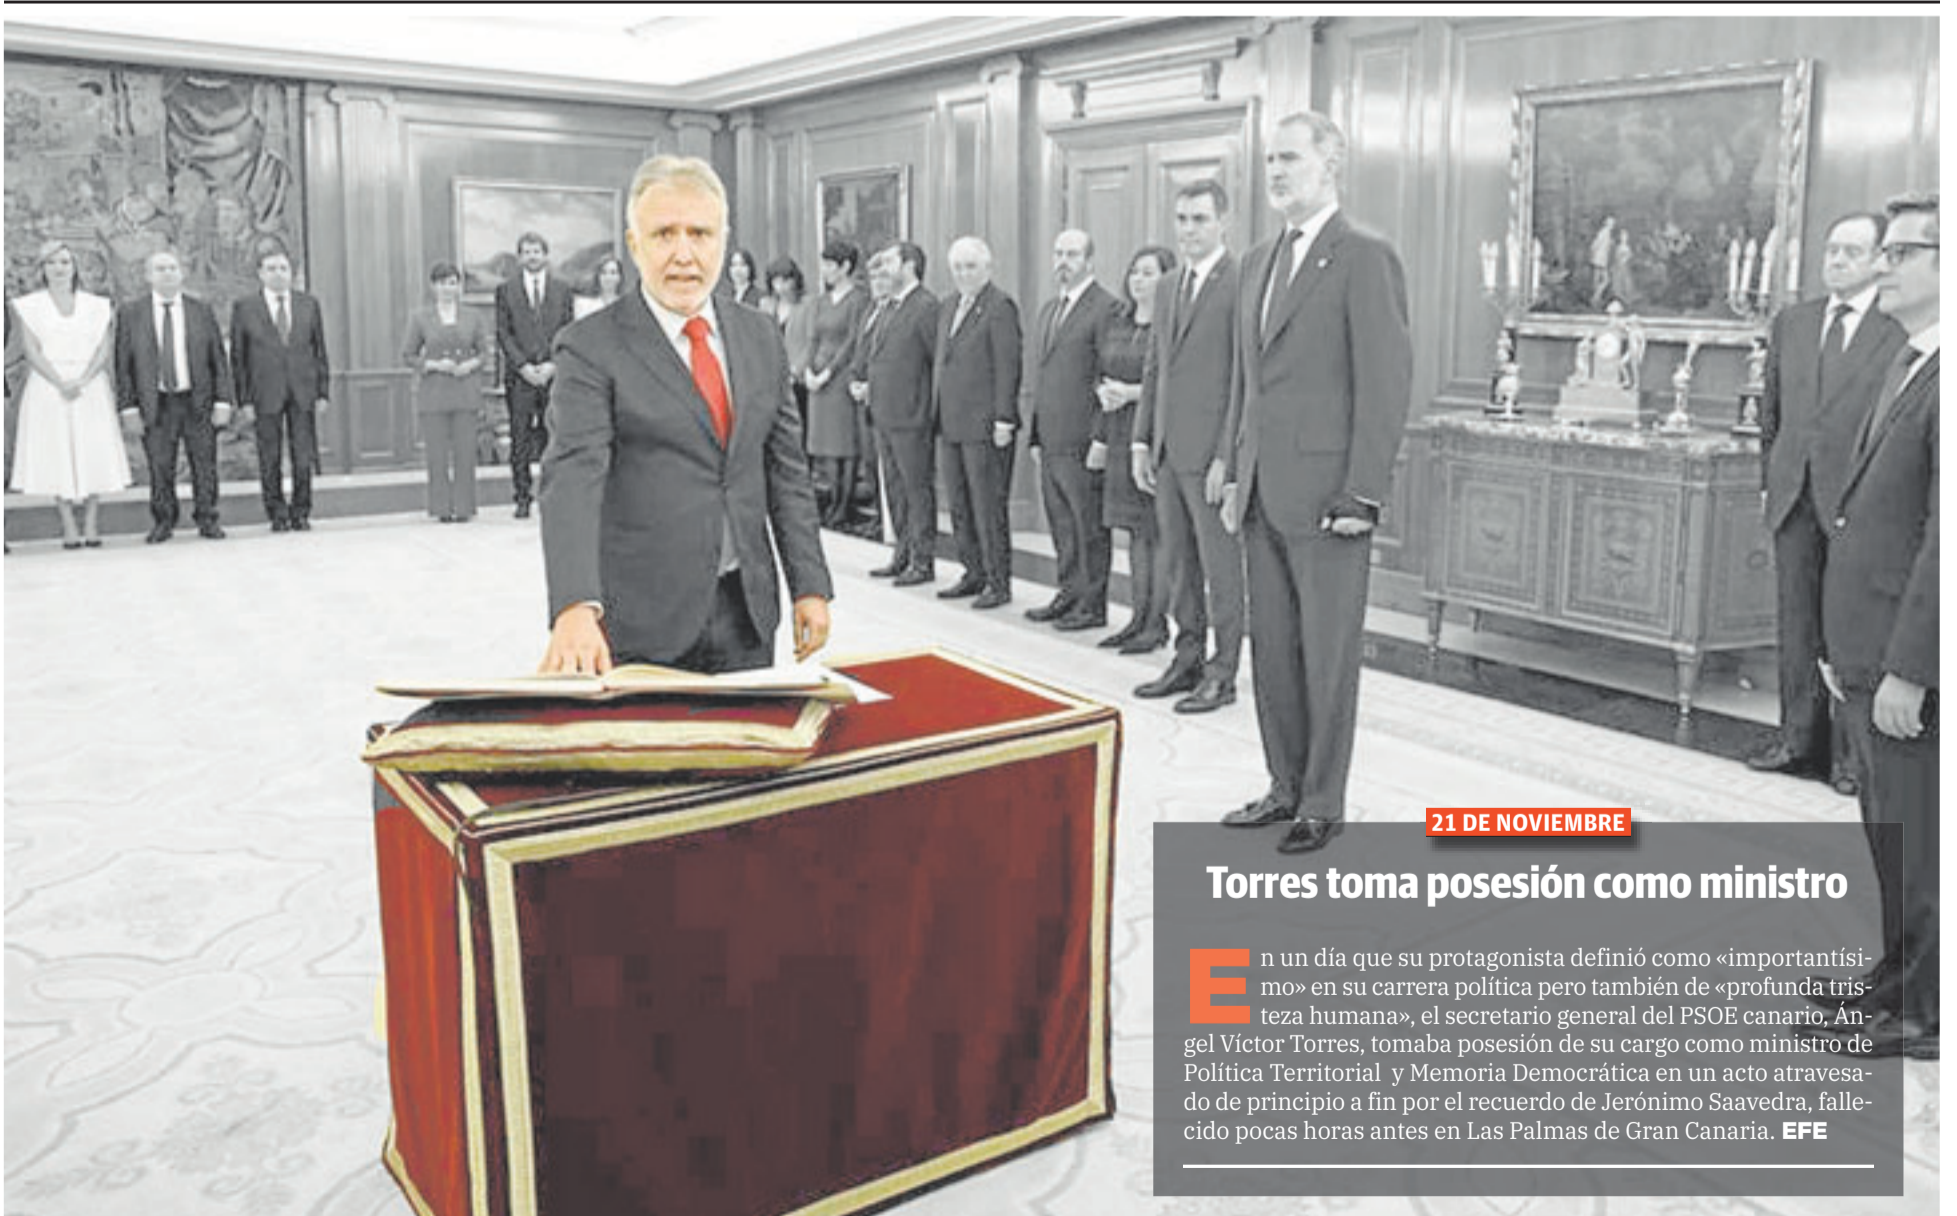 21 DE NOVIEMBRE
Torres toma posesión como ministro
En un día que su protagonista definió como «importantísi-
mo» en su carrera política pero también de «profunda tris-
teza humana», el secretario general del PSOE canario, Án-
gel Víctor Torres, tomaba posesión de su cargo como ministro de
Política Territorial y Memoria Democrática en un acto atravesa-
do de principio a fin por el recuerdo de Jerónimo Saavedra, falle-
cido pocas horas antes en Las Palmas de Gran Canaria. EFE